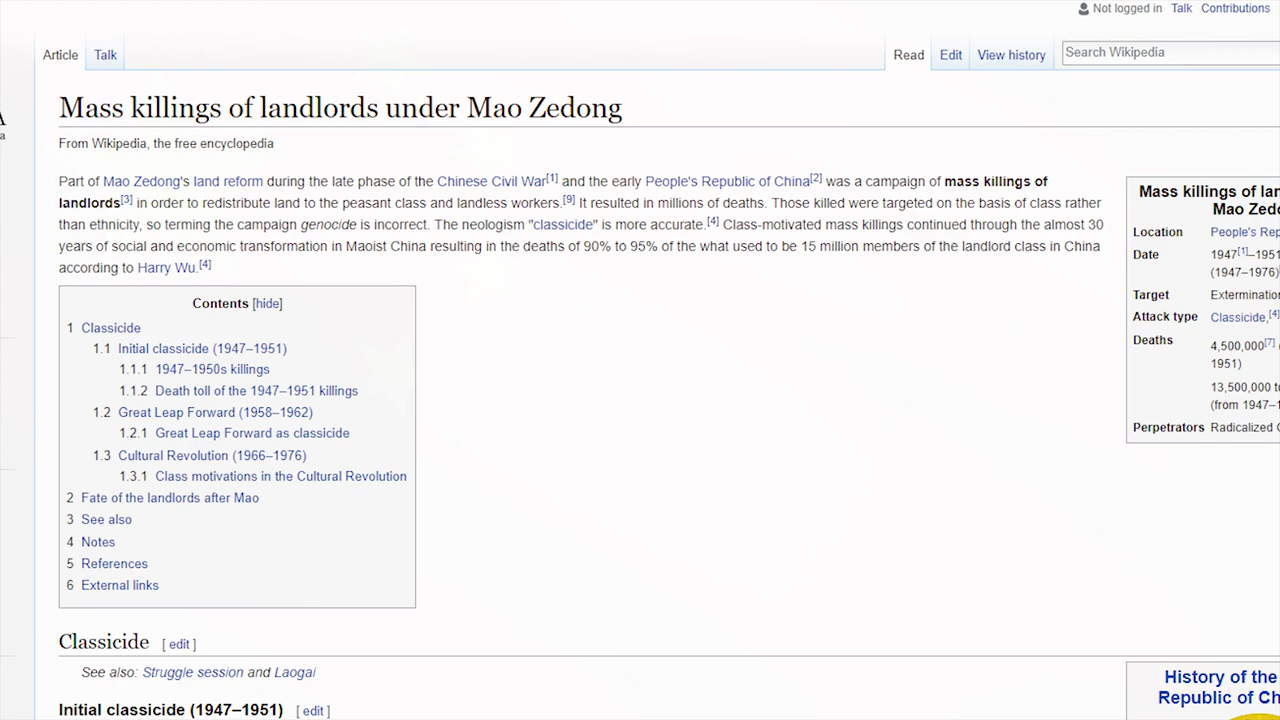 Not logged in Talk Contributions
Article Talk Read Edit View history Search Wikipedia
Mass killings of landlords under Mao Zedong
From Wikipedia, the free encyclopedia
Part of Mao Zedong's land reform during the late phase of the Chinese Civil War[1] and the early People's Republic of China[2] was a campaign of mass killings of
landlords[3] in order to redistribute land to the peasant class and landless workers.[9] It resulted in millions of deaths. Those killed were targeted on the basis of class rather
than ethnicity, so terming the campaign genocide is incorrect. The neologism "classicide" is more accurate.[4] Class-motivated mass killings continued through the almost 30
years of social and economic transformation in Maoist China resulting in the deaths of 90% to 95% of the what used to be 15 million members of the landlord class in China
according to Harry Wu.[4]
Contents [hide]
1 Classicide
1.1 Initial classicide (1947–1951)
1.1.1 1947–1950s killings
1.1.2 Death toll of the 1947–1951 killings
1.2 Great Leap Forward (1958–1962)
1.2.1 Great Leap Forward as classicide
1.3 Cultural Revolution (1966–1976)
1.3.1 Class motivations in the Cultural Revolution
2 Fate of the landlords after Mao
3 See also
4 Notes
5 References
6 External links
Classicide [ edit ]
See also: Struggle session and Laogai
Initial classicide (1947–1951) [ edit ]
Mass killings of lan
Mao Zedo
Location People's Rep
Date 1947[1]–1951
(1947–1976)
Target Extermination
Attack type Classicide,[4]
Deaths 4,500,000[7] (
1951)
13,500,000 to
(from 1947–1
Perpetrators Radicalized
History of the
Republic of Ch